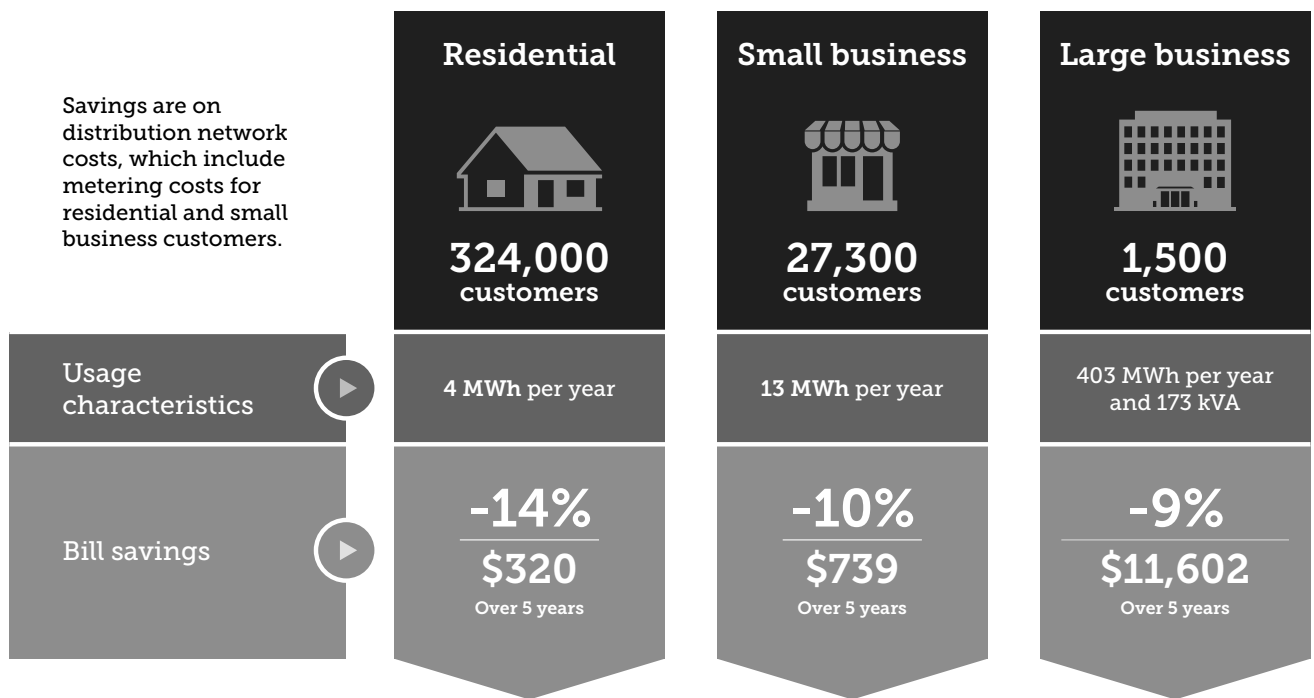 Savings are on
distribution network
costs, which include
metering costs for
residential and small
business customers.
Residential
324,000
customers
Small business
27,300
customers
Large business
1,500
customers
Usage
characteristics
4 MWh per year
13 MWh per year
403 MWh per year
and 173 kVA
Bill savings
-14%
$320
Over 5 years
-10%
$739
Over 5 years
-9%
$11,602
Over 5 years